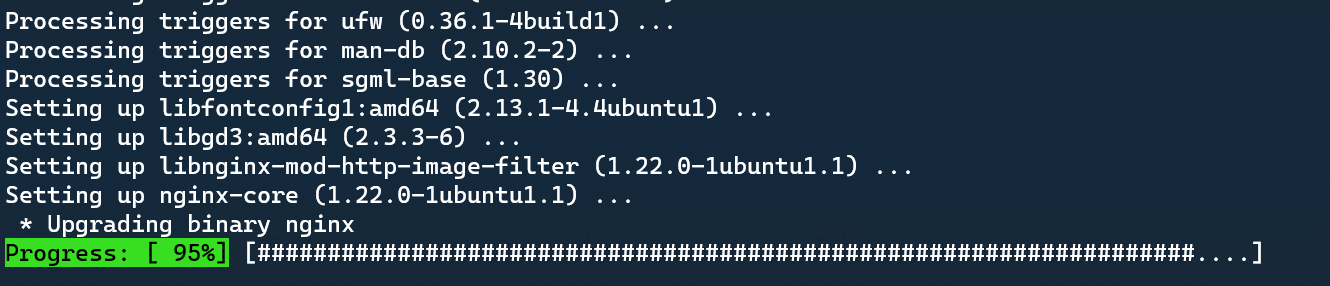 Processing triggers for ufw (0.36.1-4build1) ...
Processing triggers for man-db (2.10.2-2) ...
Processing triggers for sgml-base (1.30) ...
Setting up libfontconfig1:amd64 (2.13.1-4.4ubuntu1) ...
Setting up libgd3:amd64 (2.3.3-6) ...
Setting up libnginx-mod-http-image-filter (1.22.0-1ubuntu1.1) ...
Setting up nginx-core (1.22.0-1ubuntu1.1) ...
 * Upgrading binary nginx
Progress: [ 95%] [###################################################################....]